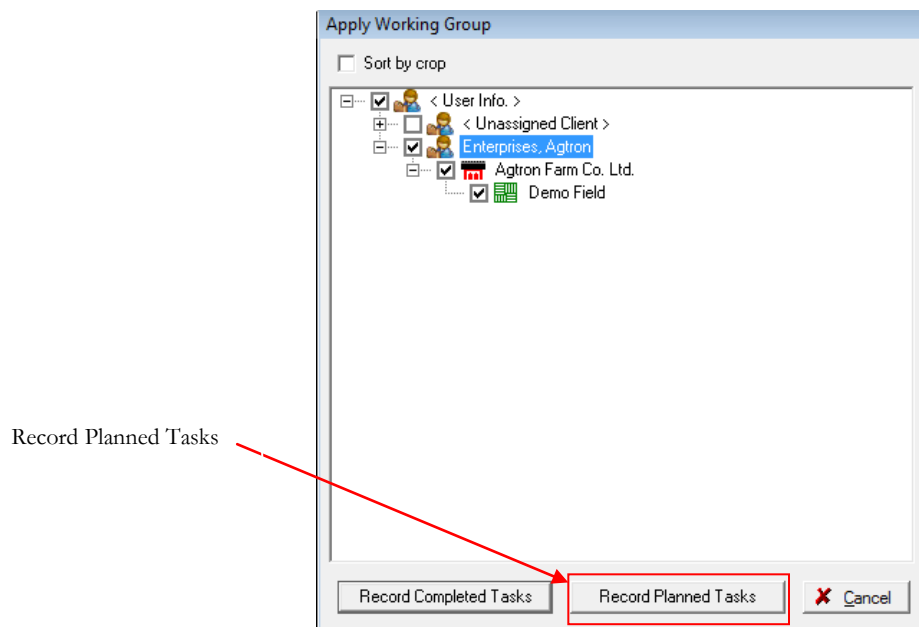 Apply Working Group
Sort by crop
< User Info. >
< Unassigned Client >
Enterprises, Agtron
Agtron Farm Co. Ltd.
Demo Field
Record Planned Tasks
Record Completed Tasks
Record Planned Tasks
Cancel